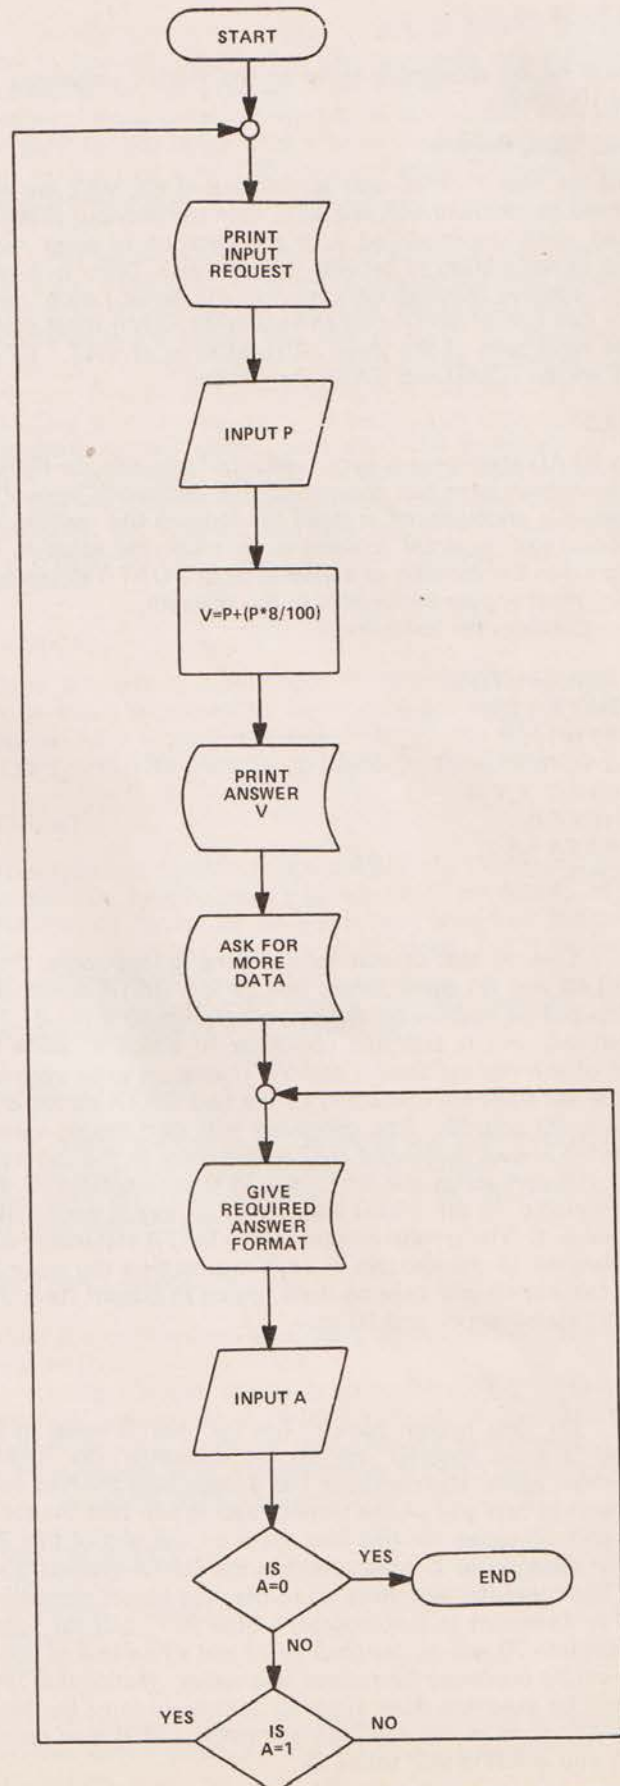 START
PRINT
INPUT
REQUEST
INPUT P
V=P+(P*8/100)
PRINT
ANSWER
V
ASK FOR
MORE
DATA
GIVE
REQUIRED
ANSWER
FORMAT
INPUT A
IS
A=0
YES
END
NO
YES
IS
A=1
NO